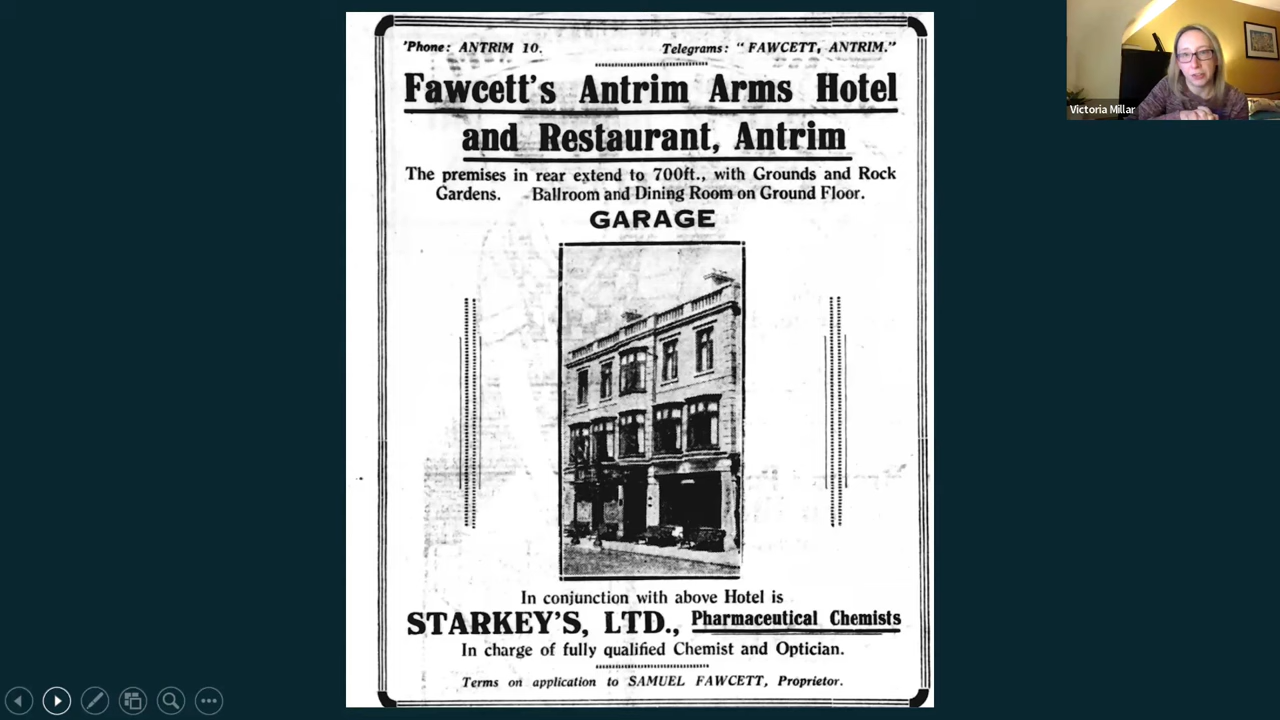 'Phone: ANTRIM 10. Telegrams: "FAWCETT, ANTRIM."
Fawcett's Antrim Arms Hotel
and Restaurant, Antrim
The premises in rear extend to 700ft., with Grounds and Rock
Gardens. Ballroom and Dining Room on Ground Floor.
GARAGE
In conjunction with above Hotel is
STARKEY'S, LTD., Pharmaceutical Chemists
In charge of fully qualified Chemist and Optician.
Terms on application to SAMUEL FAWCETT, Proprietor.
Victoria Millar